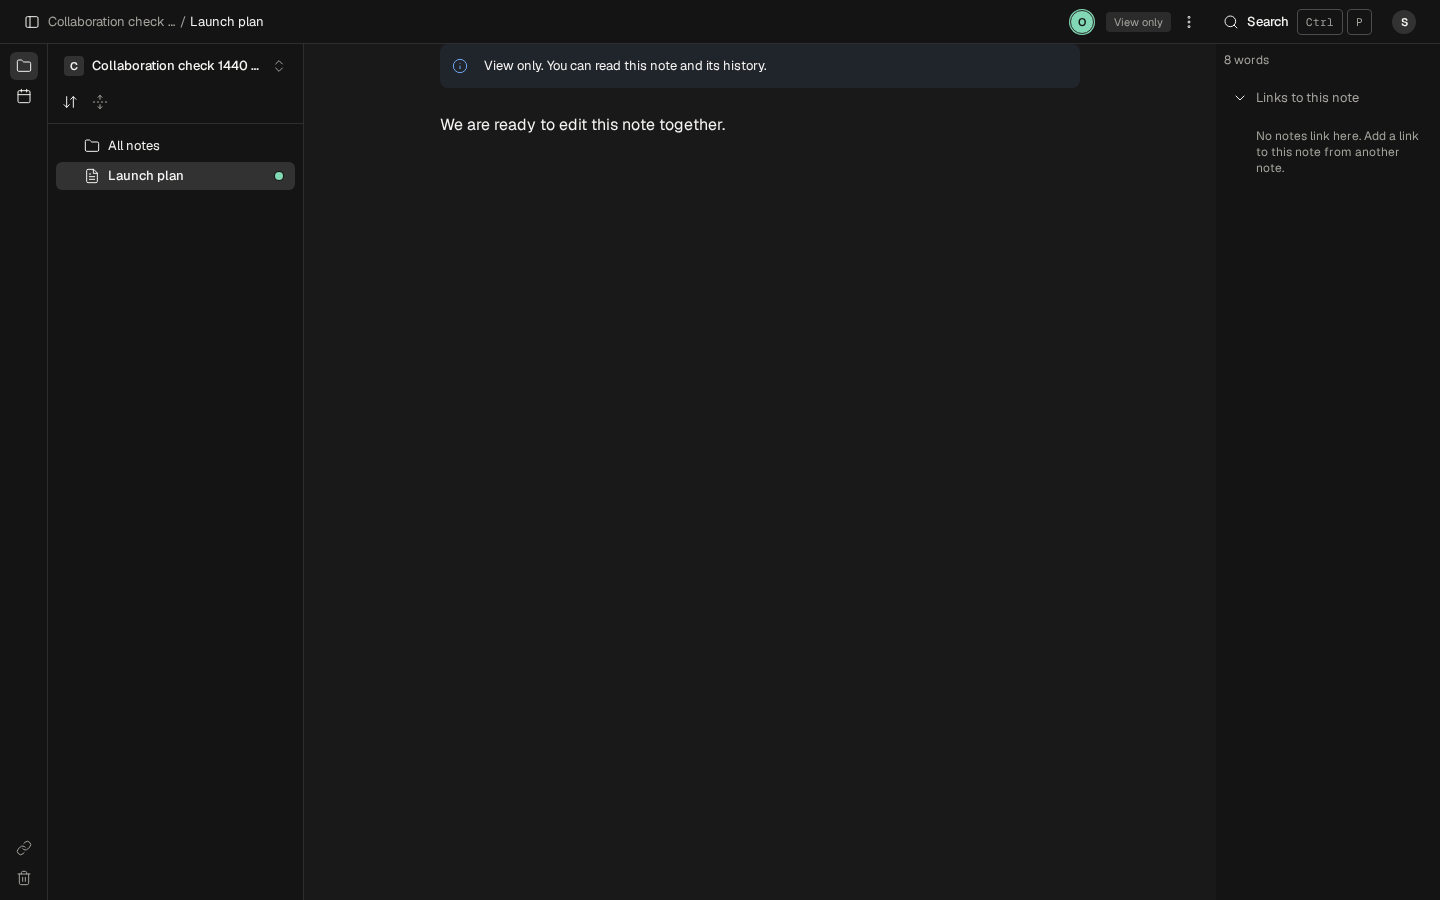 Collaboration check … / Launch plan
O
View only
Search
Ctrl
P
S
C
Collaboration check 1440 …
All notes
Launch plan
View only. You can read this note and its history.
We are ready to edit this note together.
8 words
Links to this note
No notes link here. Add a link
to this note from another
note.